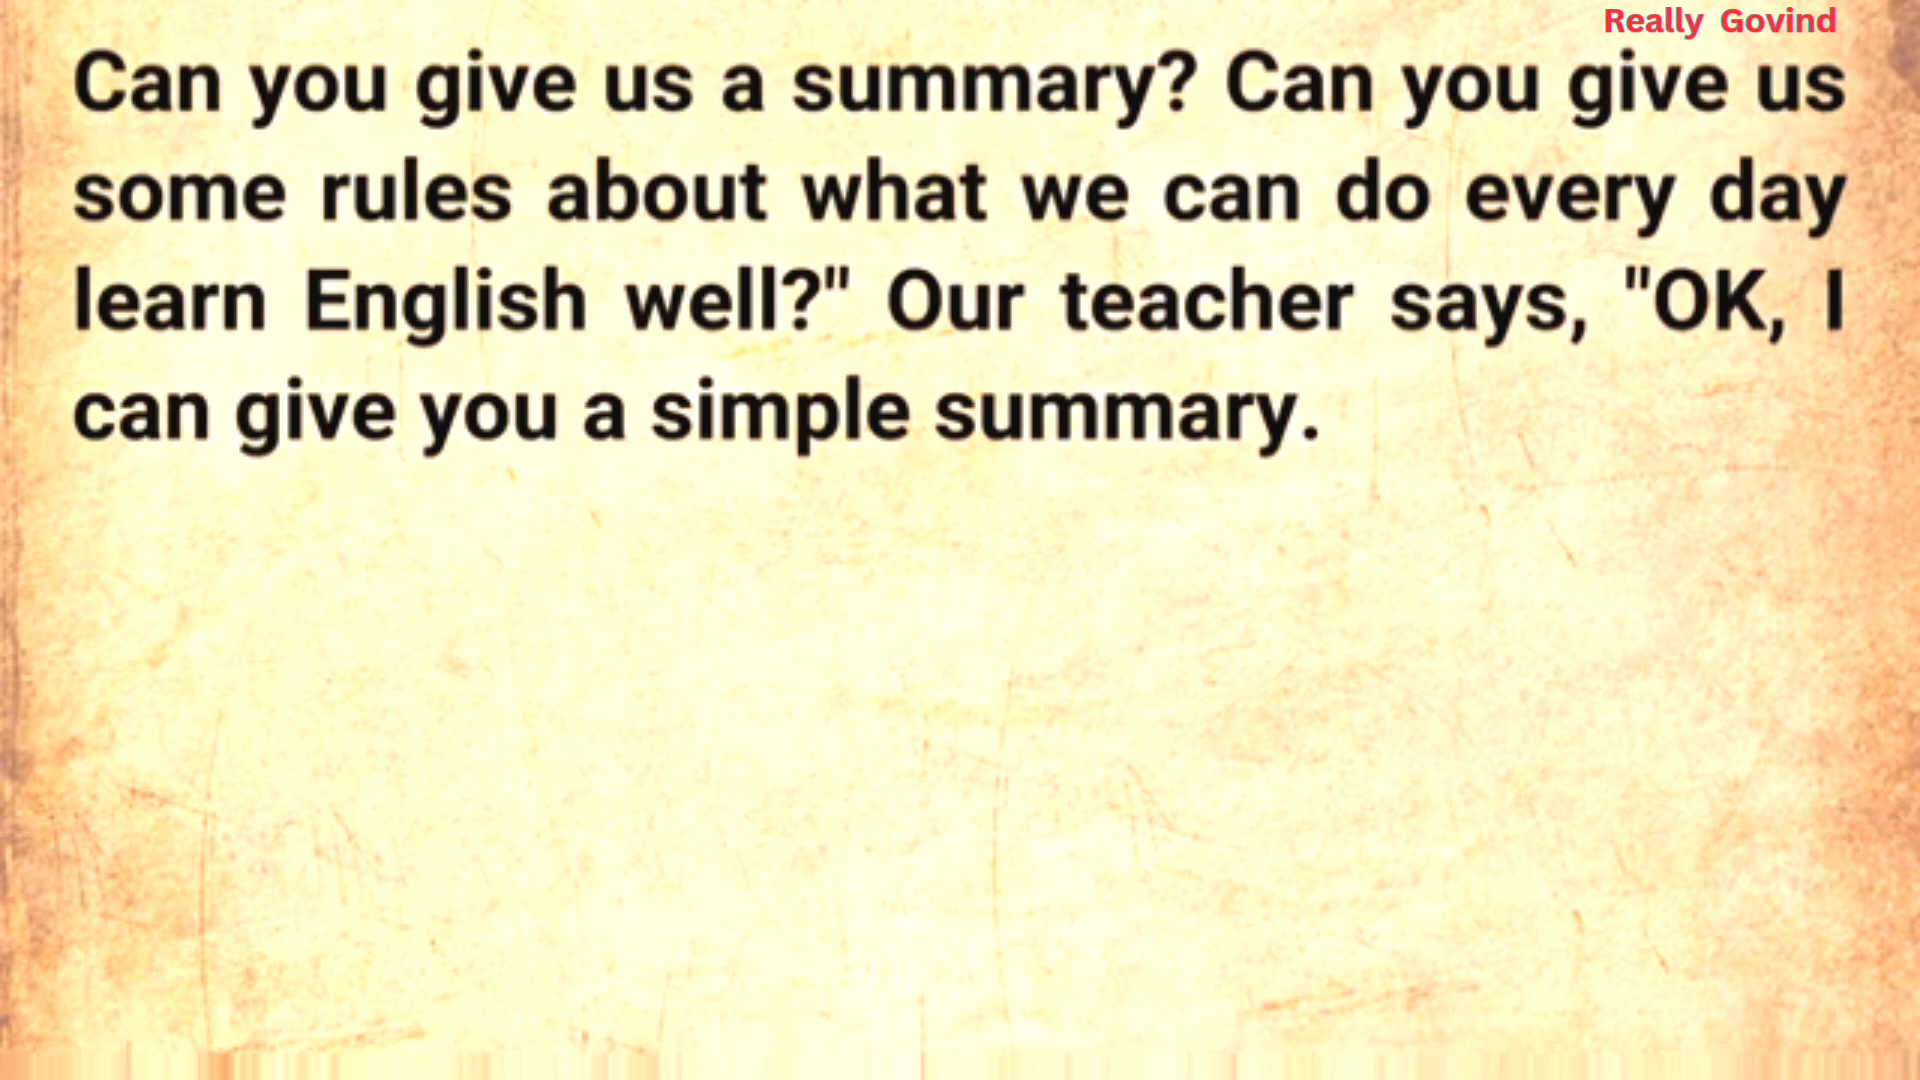 Really Govind
Can you give us a summary? Can you give us
some rules about what we can do every day
learn English well?" Our teacher says, "OK, I
can give you a simple summary.